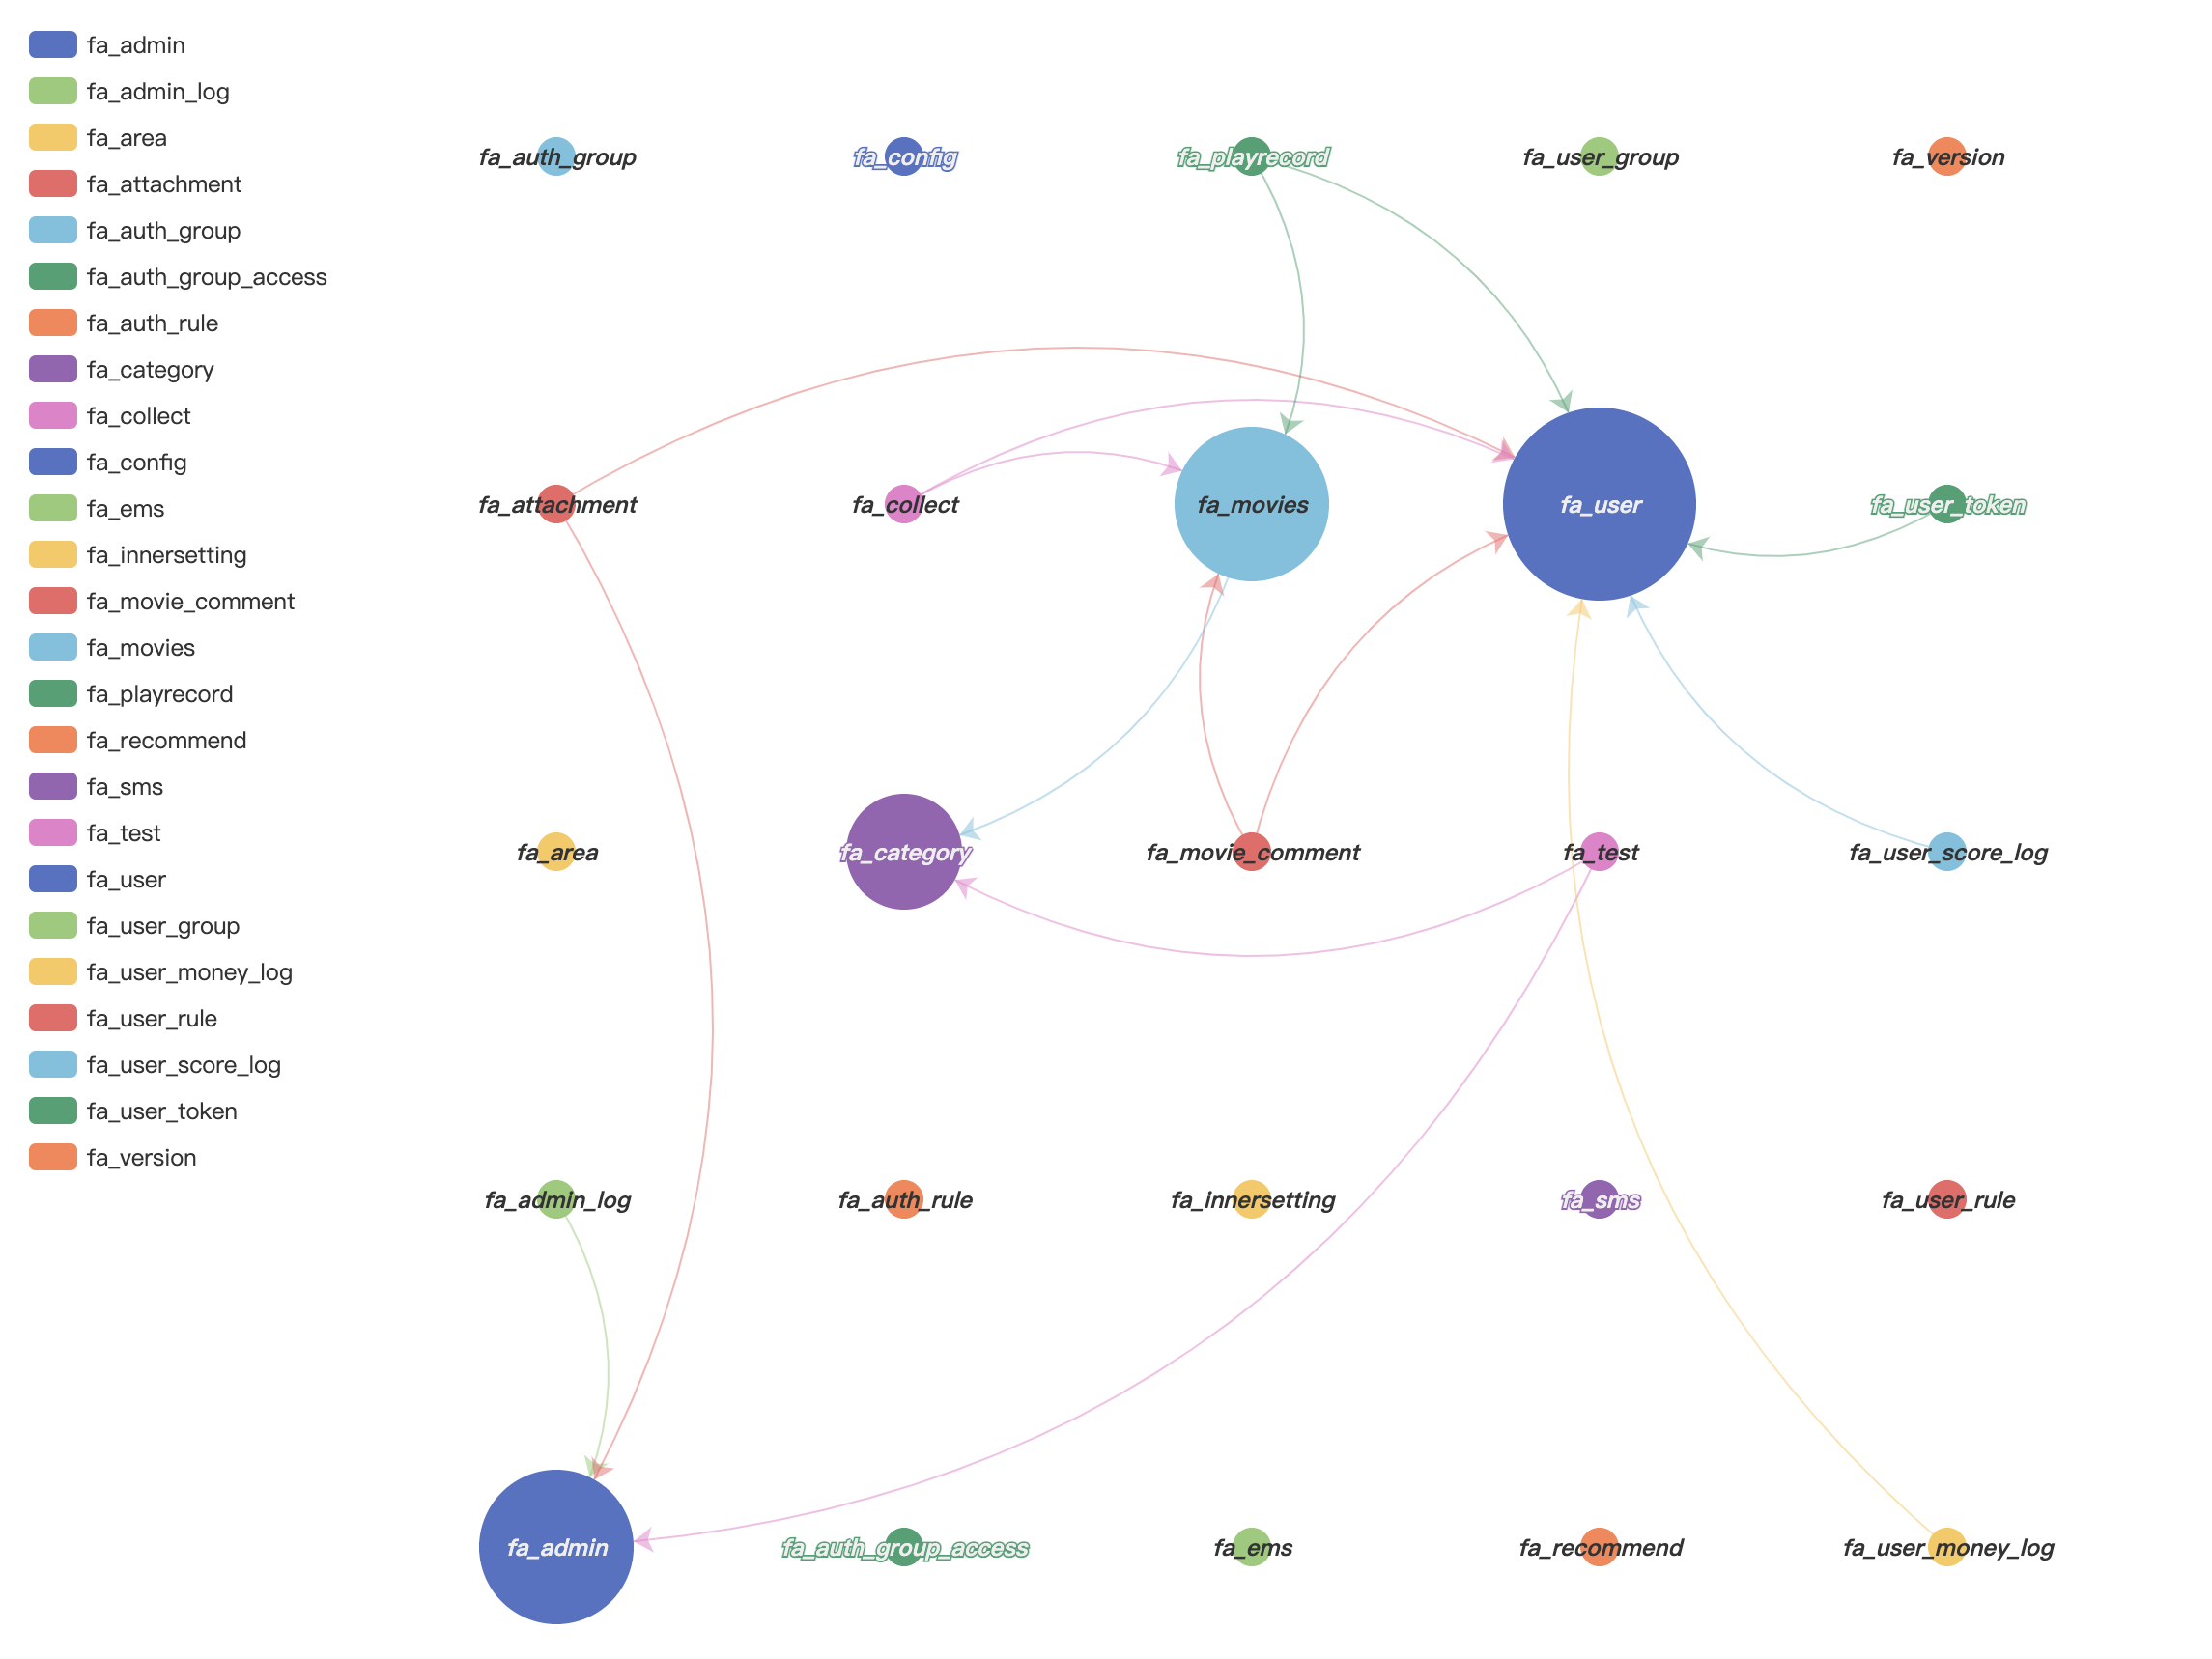 fa_admin
fa_admin_log
fa_area
fa_attachment
fa_auth_group
fa_auth_group_access
fa_auth_rule
fa_category
fa_collect
fa_config
fa_ems
fa_innersetting
fa_movie_comment
fa_movies
fa_playrecord
fa_recommend
fa_sms
fa_test
fa_user
fa_user_group
fa_user_money_log
fa_user_rule
fa_user_score_log
fa_user_token
fa_version
fa_auth_group
fa_config
fa_playrecord
fa_user_group
fa_version
fa_attachment
fa_collect
fa_movies
fa_user
fa_user_token
fa_area
fa_category
fa_movie_comment
fa_test
fa_user_score_log
fa_admin_log
fa_auth_rule
fa_innersetting
fa_sms
fa_user_rule
fa_admin
fa_auth_group_access
fa_ems
fa_recommend
fa_user_money_log